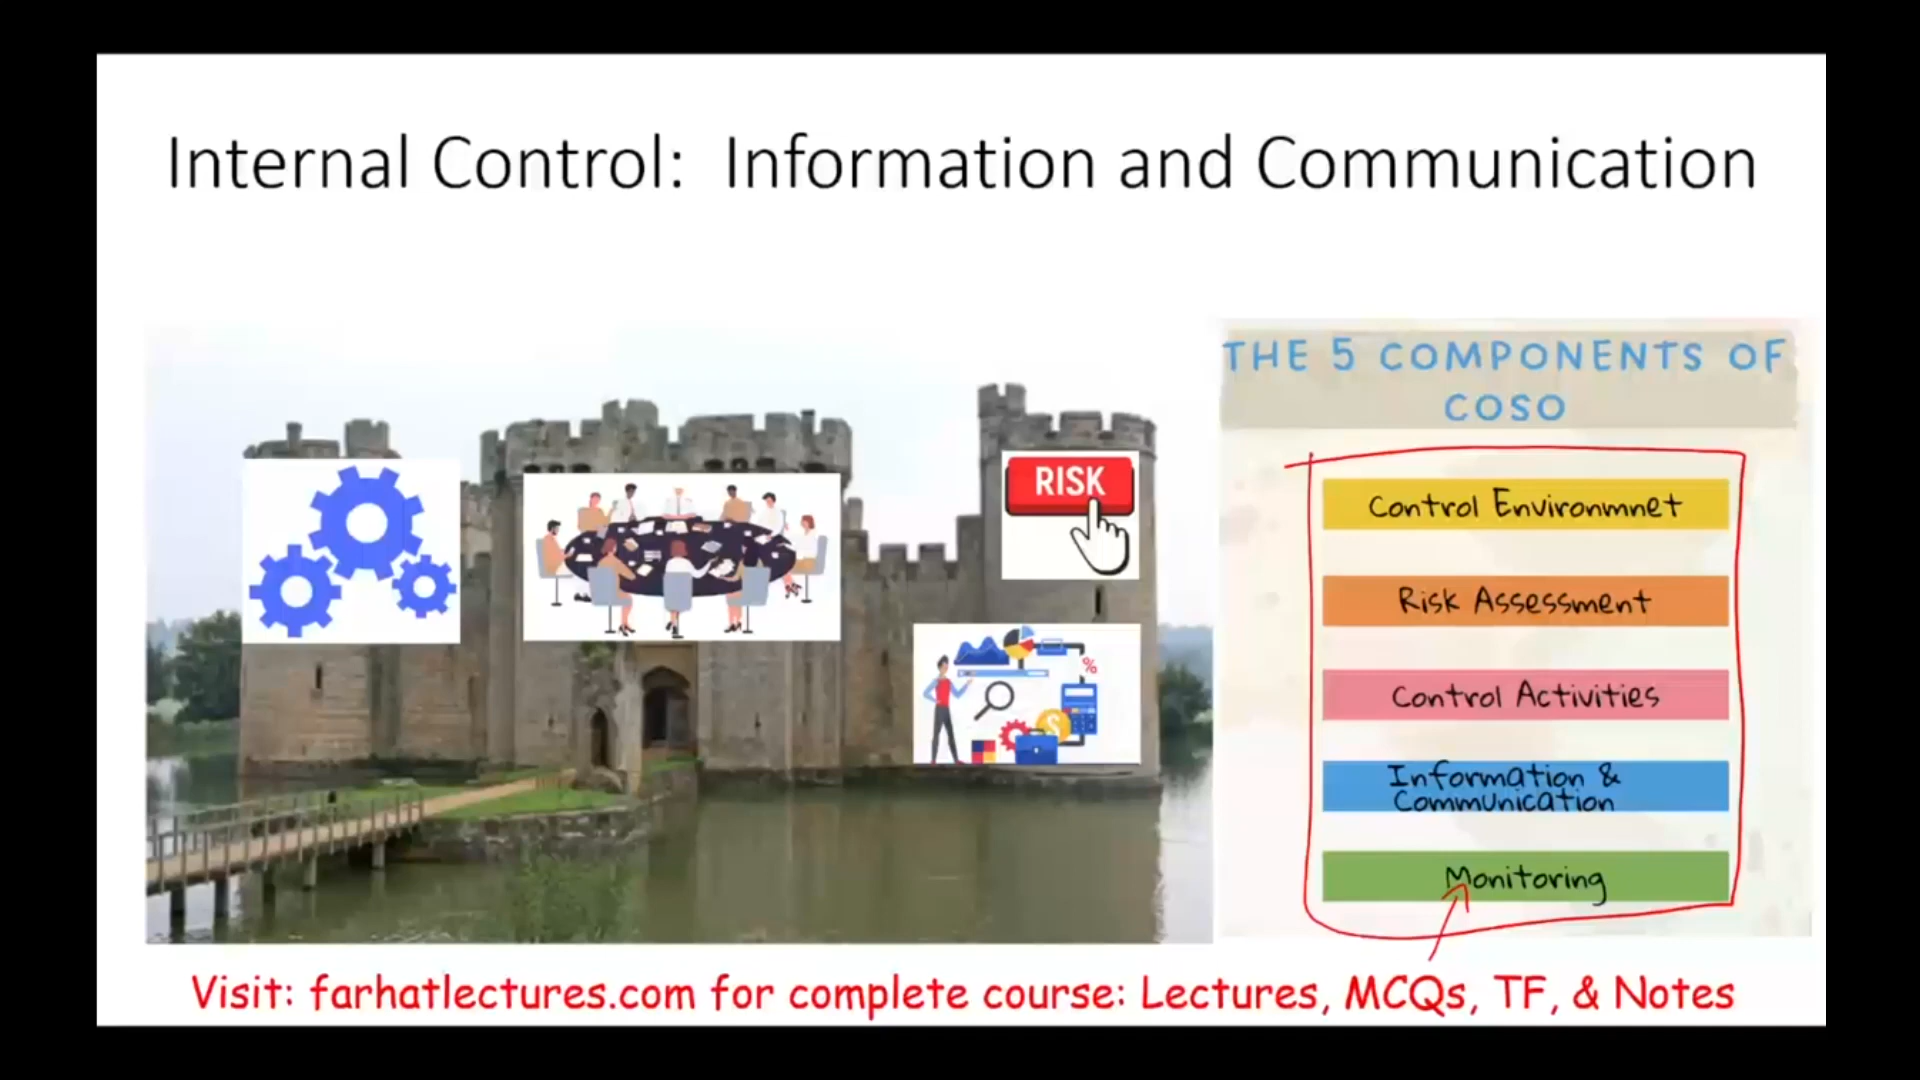 Internal Control: Information and Communication
RISK
%
$
THE 5 COMPONENTS OF
COSO
Control Environmnet
Risk Assessment
Control Activities
Information &
Communication
Monitoring
Visit: farhatlectures.com for complete course: Lectures, MCQs, TF, & Notes